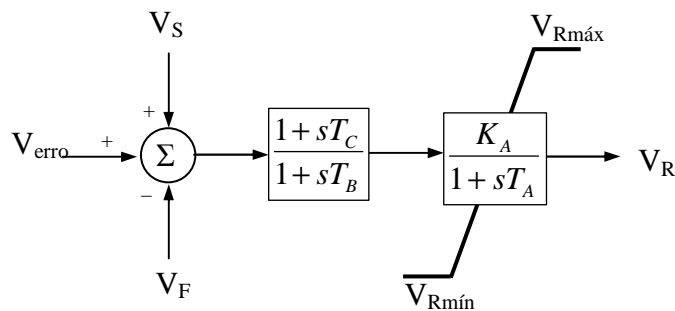 V_S
V_Rmáx
+
V_erro
+
Σ
1 + sT_C
1 + sT_B
K_A
1 + sT_A
V_R
−
V_F
V_Rmín